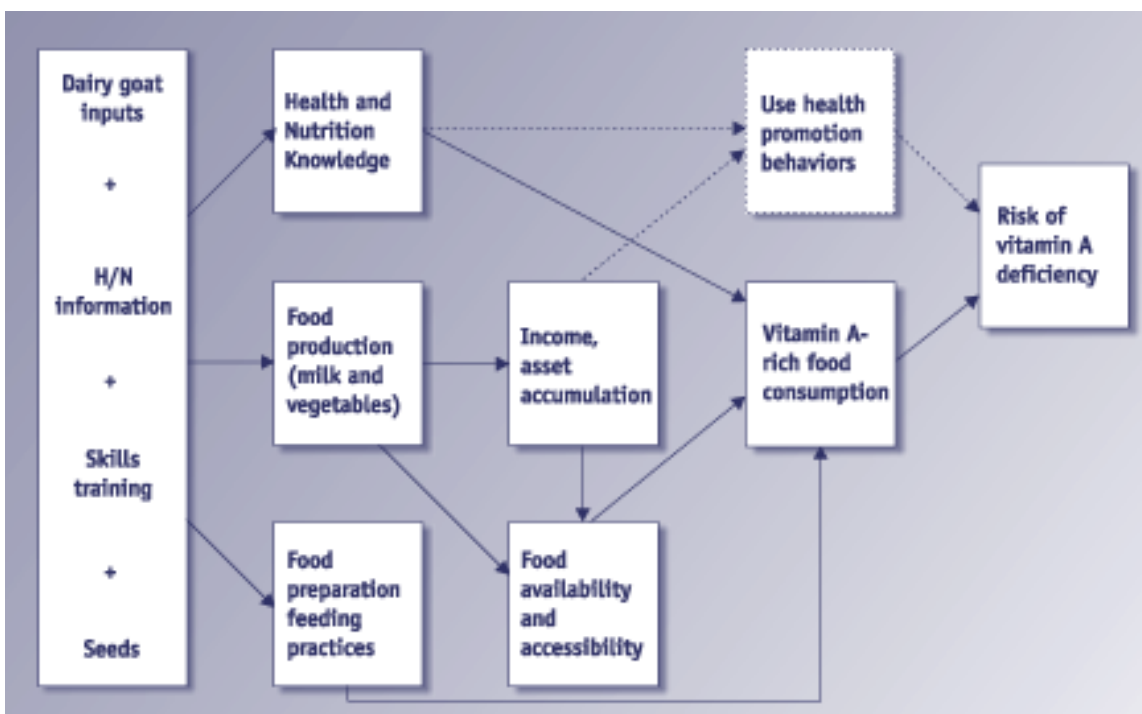 Dairy goat
inputs
+
H/N
information
+
Skills
training
+
Seeds
Health and
Nutrition
Knowledge
Food
production
(milk and
vegetables)
Food
preparation
feeding
practices
Income,
asset
accumulation
Food
availability
and
accessibility
Use health
promotion
behaviors
Vitamin A-
rich food
consumption
Risk of
vitamin A
deficiency